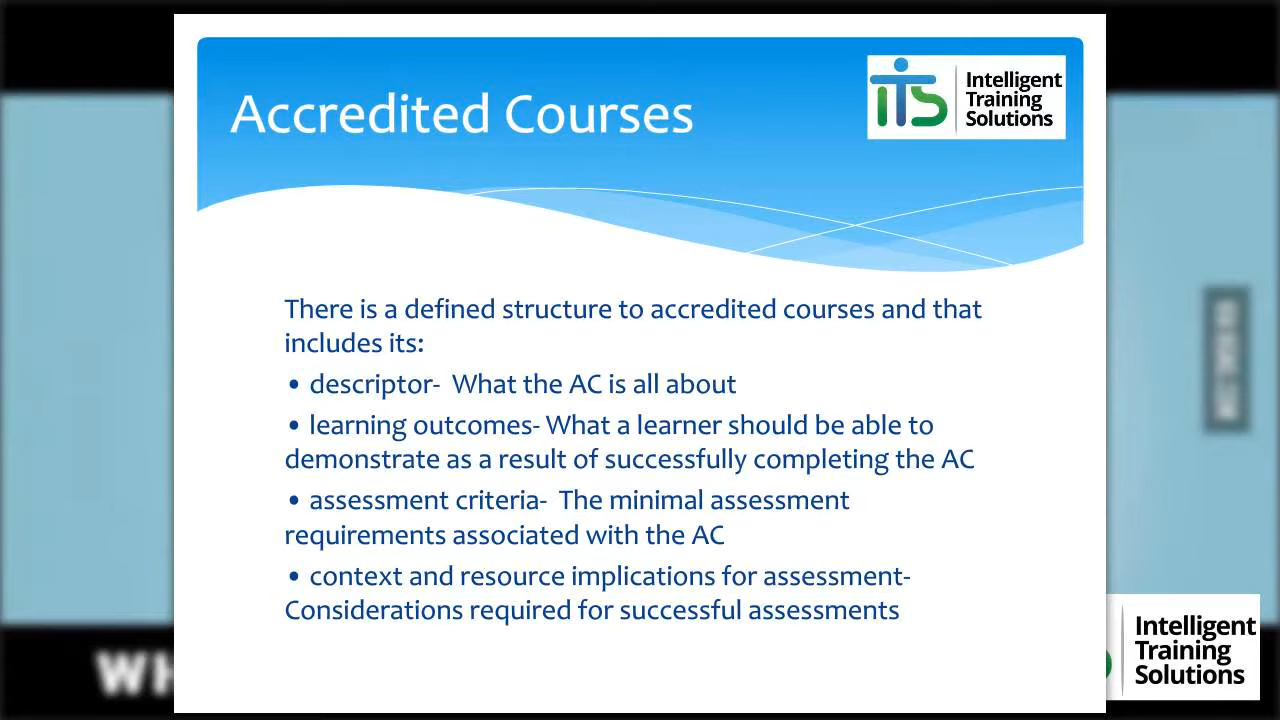 Accredited Courses
iTS
Intelligent
Training
Solutions
There is a defined structure to accredited courses and that
includes its:
• descriptor-  What the AC is all about
• learning outcomes- What a learner should be able to
demonstrate as a result of successfully completing the AC
• assessment criteria-  The minimal assessment
requirements associated with the AC
• context and resource implications for assessment-
Considerations required for successful assessments
Intelligent
Training
Solutions
WH